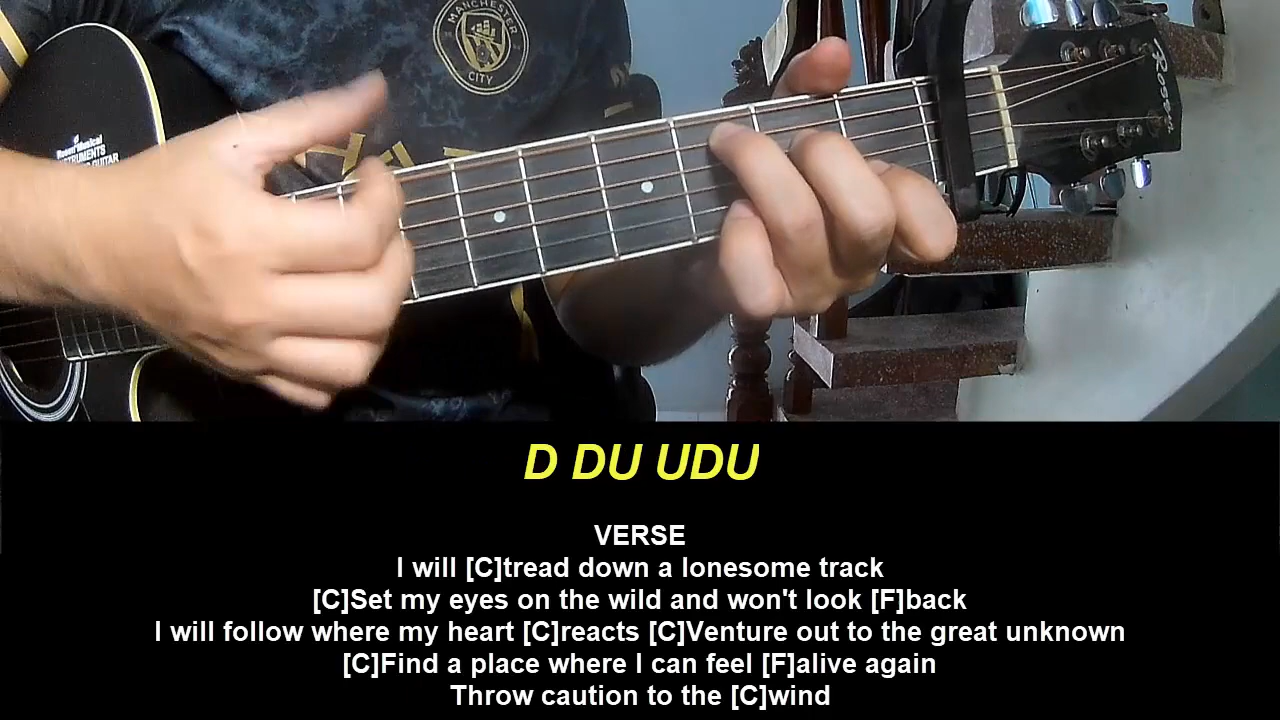 MANCHESTER
CITY
D DU UDU
VERSE
I will [C]tread down a lonesome track
[C]Set my eyes on the wild and won't look [F]back
I will follow where my heart [C]reacts [C]Venture out to the great unknown
[C]Find a place where I can feel [F]alive again
Throw caution to the [C]wind